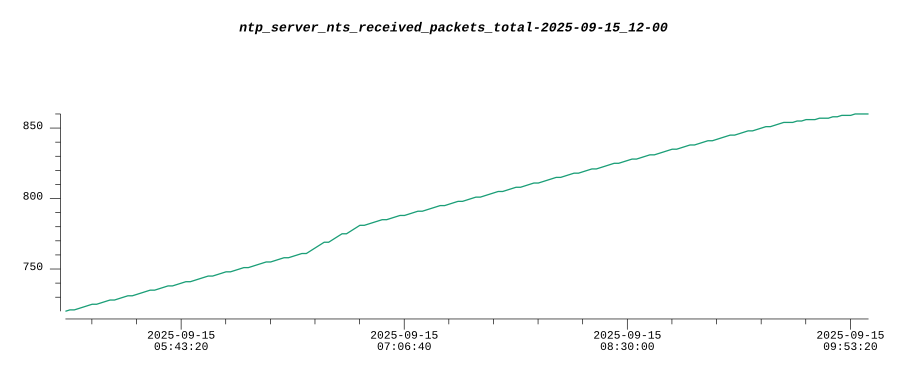 ntp_server_nts_received_packets_total-2025-09-15_12-00
850
800
750
2025-09-15 2025-09-15 2025-09-15 2025-09-15
05:43:20 07:06:40 08:30:00 09:53:20